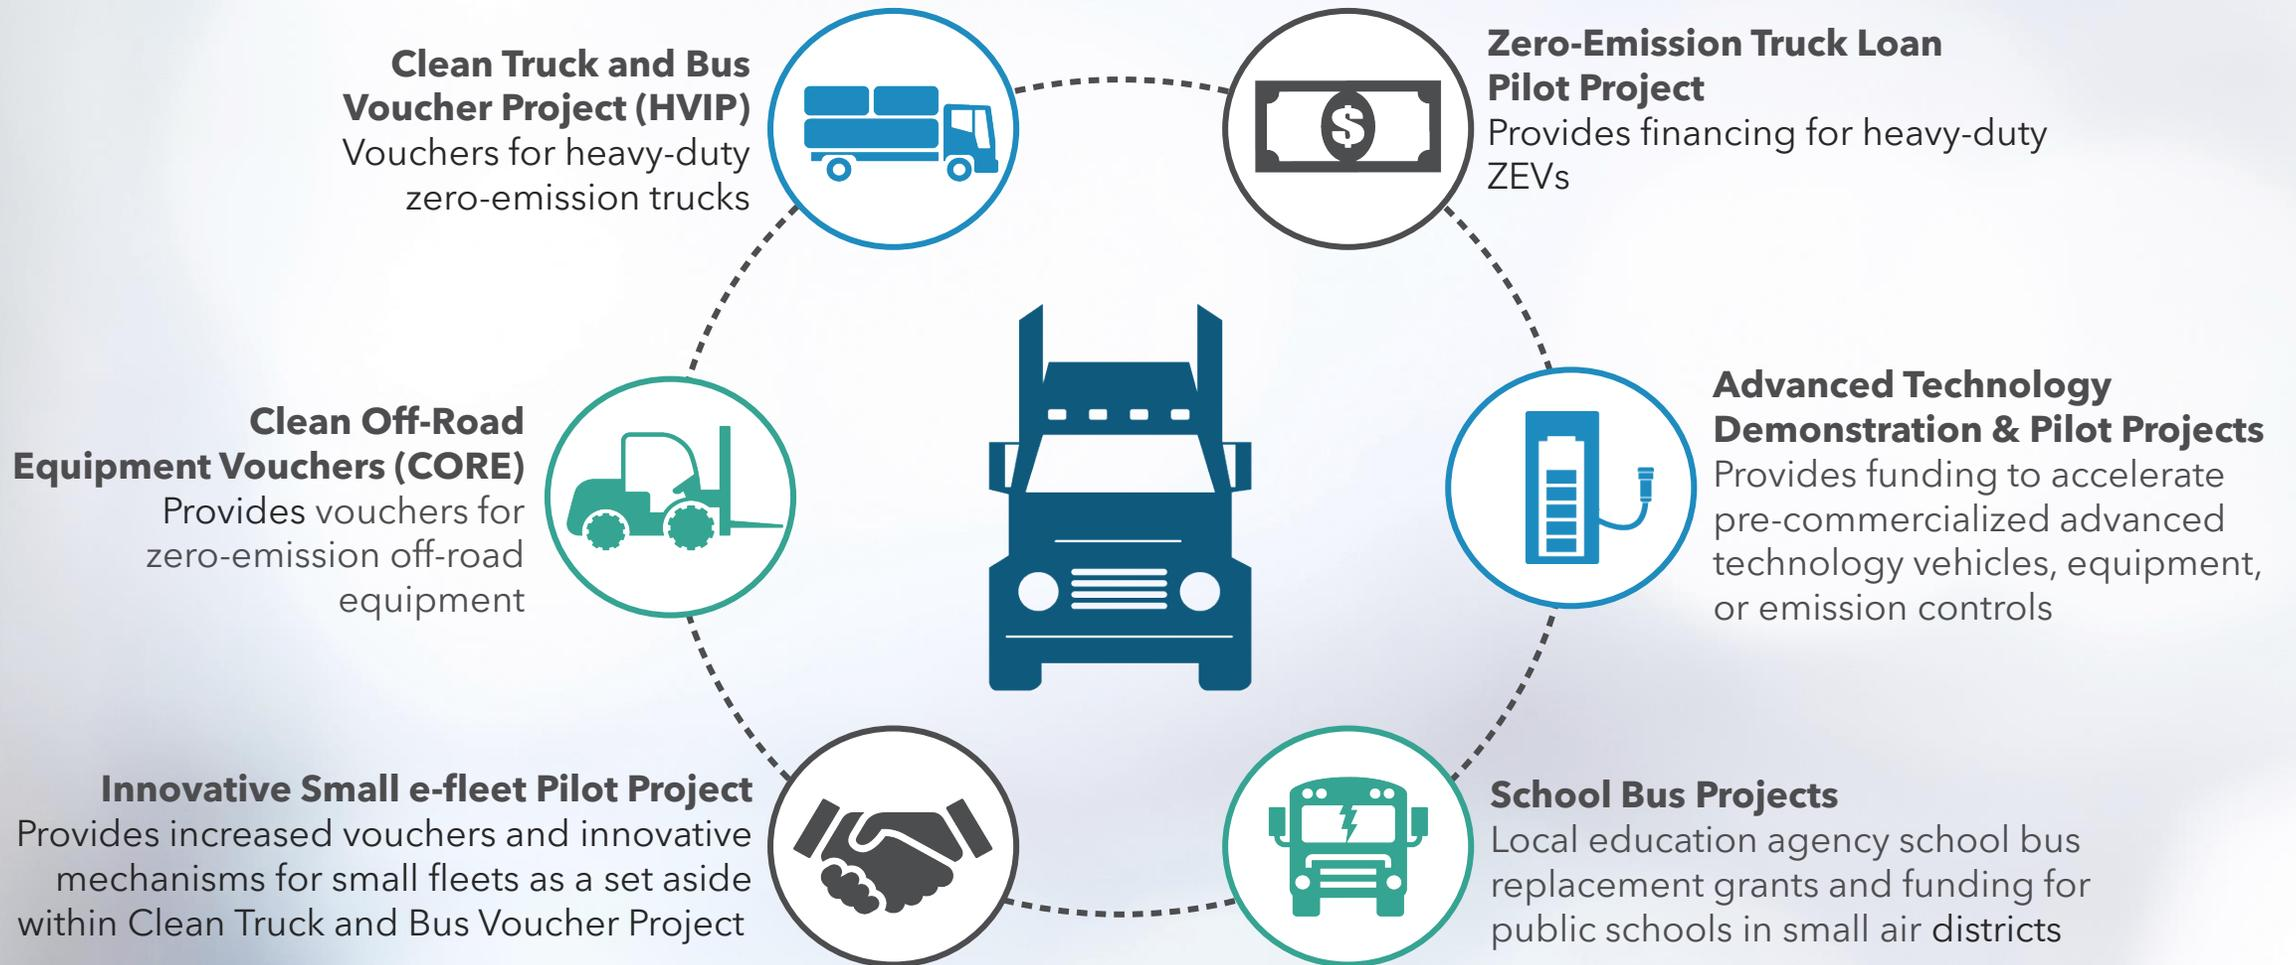 Clean Truck and Bus
Voucher Project (HVIP)
Vouchers for heavy-duty
zero-emission trucks
$
Zero-Emission Truck Loan
Pilot Project
Provides financing for heavy-duty
ZEVs
Clean Off-Road
Equipment Vouchers (CORE)
Provides vouchers for
zero-emission off-road
equipment
Advanced Technology
Demonstration & Pilot Projects
Provides funding to accelerate
pre-commercialized advanced
technology vehicles, equipment,
or emission controls
Innovative Small e-fleet Pilot Project
Provides increased vouchers and innovative
mechanisms for small fleets as a set aside
within Clean Truck and Bus Voucher Project
School Bus Projects
Local education agency school bus
replacement grants and funding for
public schools in small air districts